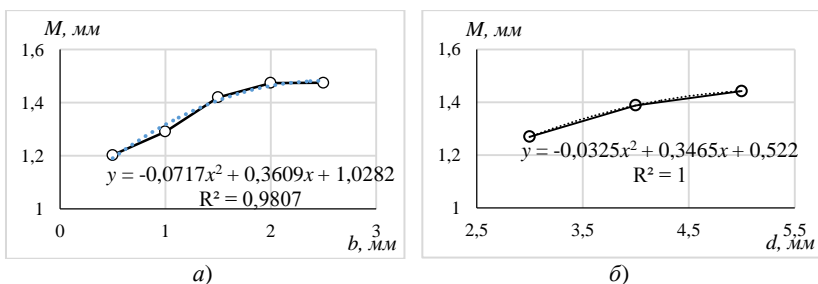 M, мм
1,6
1,4
1,2
1
y = -0,0717x² + 0,3609x + 1,0282
R² = 0,9807
0
1
2
3
b, мм
а)
M, мм
1,6
1,4
1,2
1
y = -0,0325x² + 0,3465x + 0,522
R² = 1
2,5
3,5
4,5
5,5
d, мм
б)